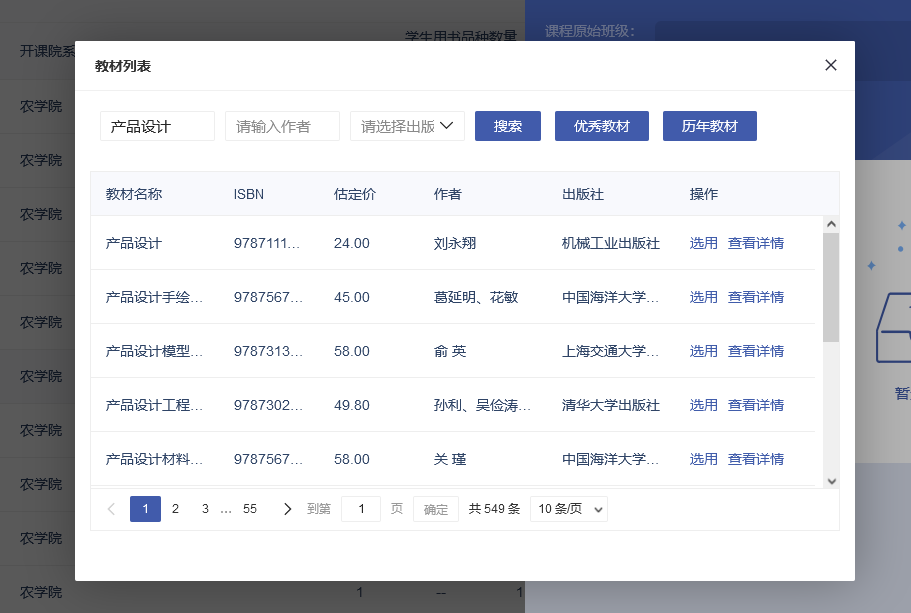 学生用书品种数量
课程原始班级：
开课院系
教材列表
农学院
产品设计 请输入作者 请选择出版 搜索 优秀教材 历年教材
农学院
教材名称 ISBN 估定价 作者 出版社 操作
农学院
产品设计 9787111... 24.00 刘永翔 机械工业出版社 选用 查看详情
农学院
产品设计手绘... 9787567... 45.00 葛延明、花敏 中国海洋大学... 选用 查看详情
农学院
产品设计模型... 9787313... 58.00 俞 英 上海交通大学... 选用 查看详情
农学院
暂
产品设计工程... 9787302... 49.80 孙利、吴俭涛... 清华大学出版社 选用 查看详情
农学院
产品设计材料... 9787567... 58.00 关 瑾 中国海洋大学... 选用 查看详情
农学院
1 2 3 ... 55 到第 1 页 确定 共 549 条 10 条/页
农学院
农学院 1 -- 1